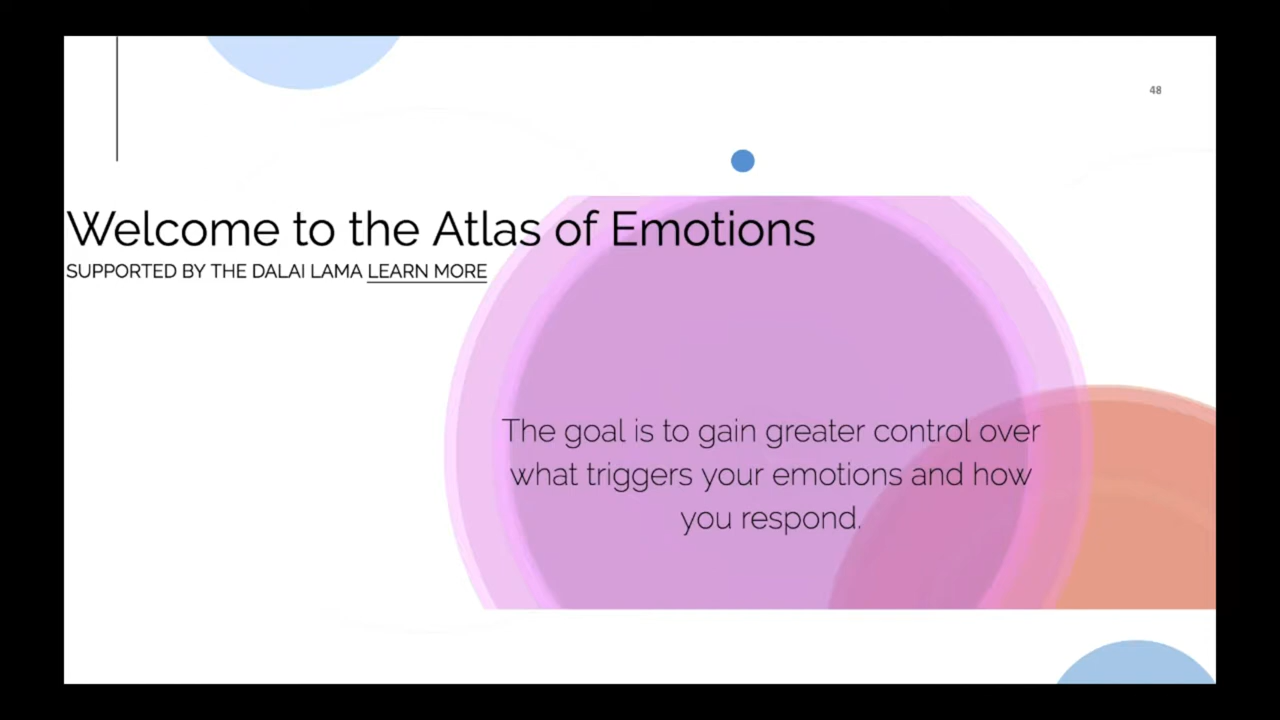 48
Welcome to the Atlas of Emotions
SUPPORTED BY THE DALAI LAMA LEARN MORE
The goal is to gain greater control over
what triggers your emotions and how
you respond.